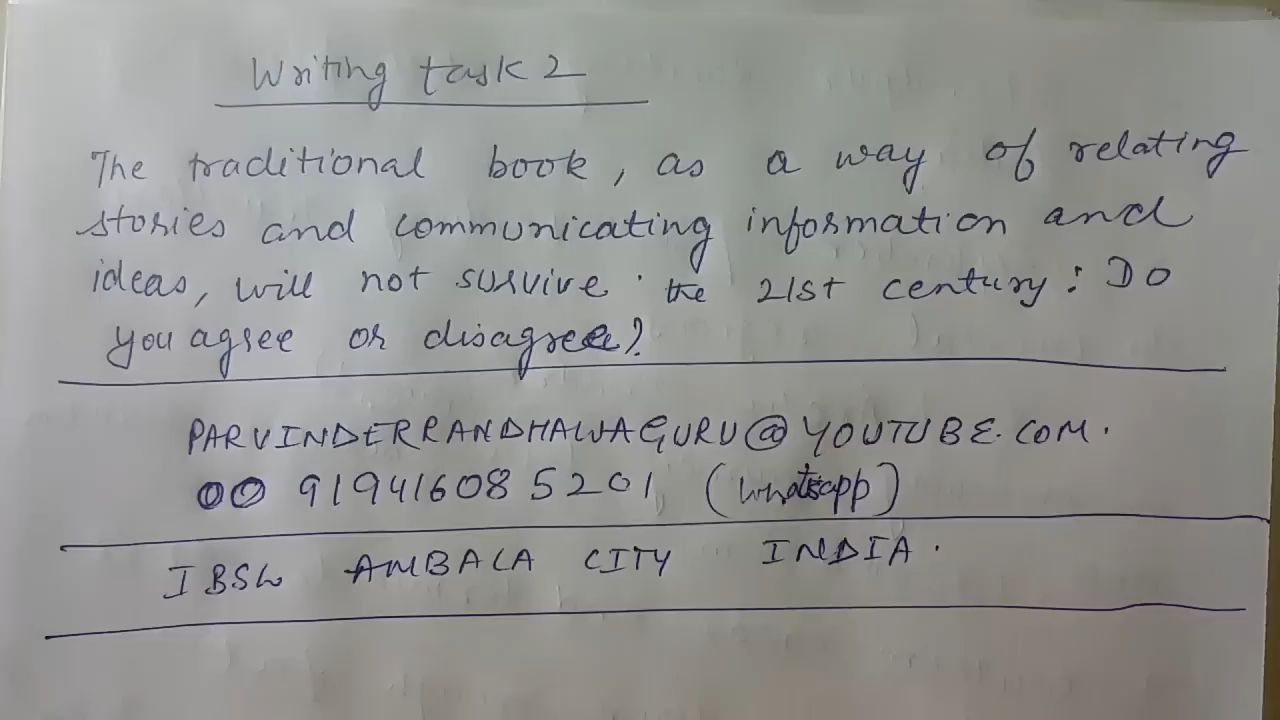 Writing task 2
The traditional book, as a way of relating
stories and communicating information and
ideas, will not survive the 21st century: Do
you agree or disagree?
PARVINDERRANDHAWAGURU@YOUTUBE.COM.
00 919416085201 (whatsapp)
IBSW AMBALA CITY INDIA.